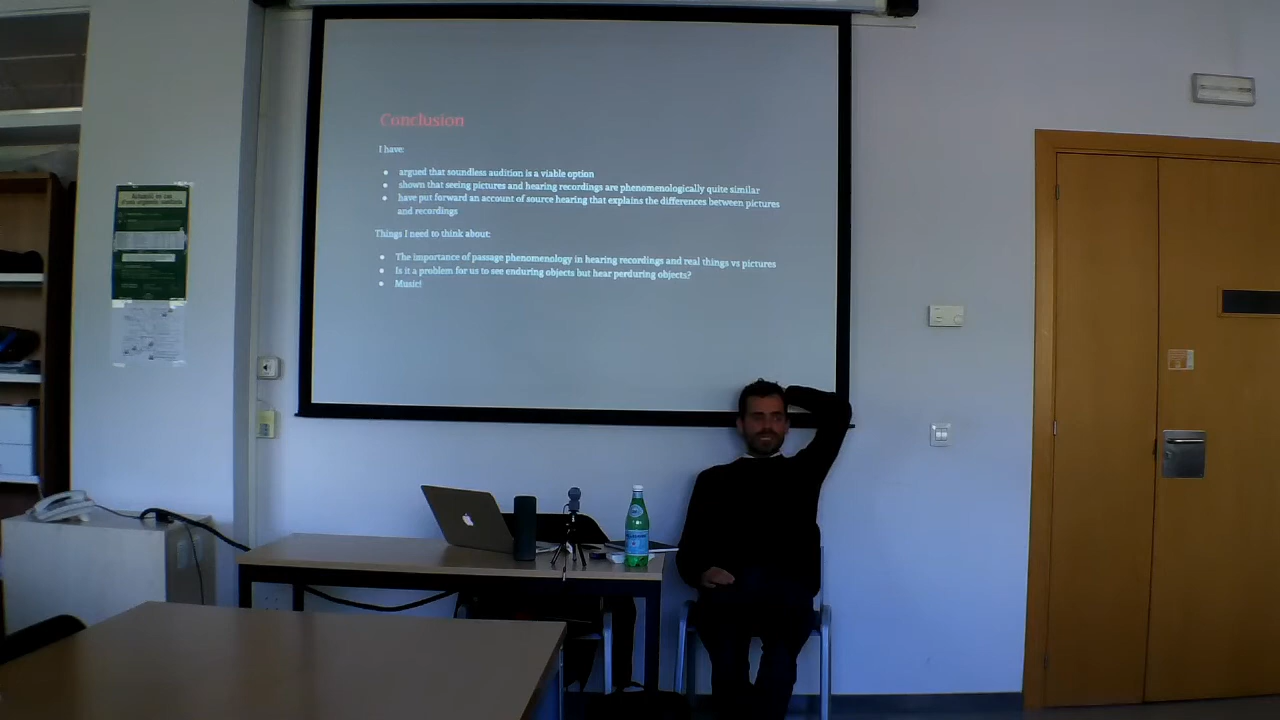 Conclusion
I have:
argued that soundless audition is a viable option
shown that seeing pictures and hearing recordings are phenomenologically quite similar
have put forward an account of source hearing that explains the differences between pictures
and recordings
Things I need to think about:
The importance of passage phenomenology in hearing recordings and real things vs pictures
Is it a problem for us to see enduring objects but hear perduring objects?
Music!